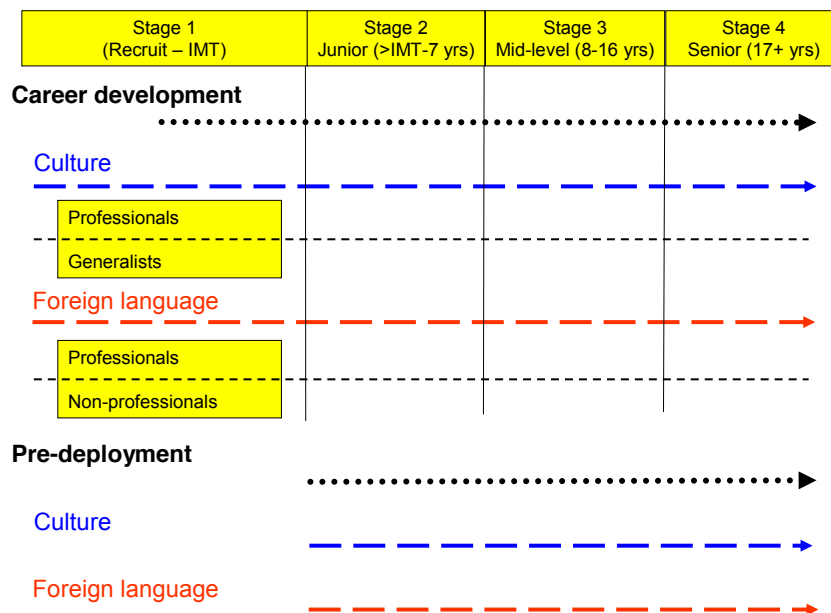 Stage 1
(Recruit – IMT)
Stage 2
Junior (>IMT-7 yrs)
Stage 3
Mid-level (8-16 yrs)
Stage 4
Senior (17+ yrs)
Career development
Culture
Professionals
Generalists
Foreign language
Professionals
Non-professionals
Pre-deployment
Culture
Foreign language